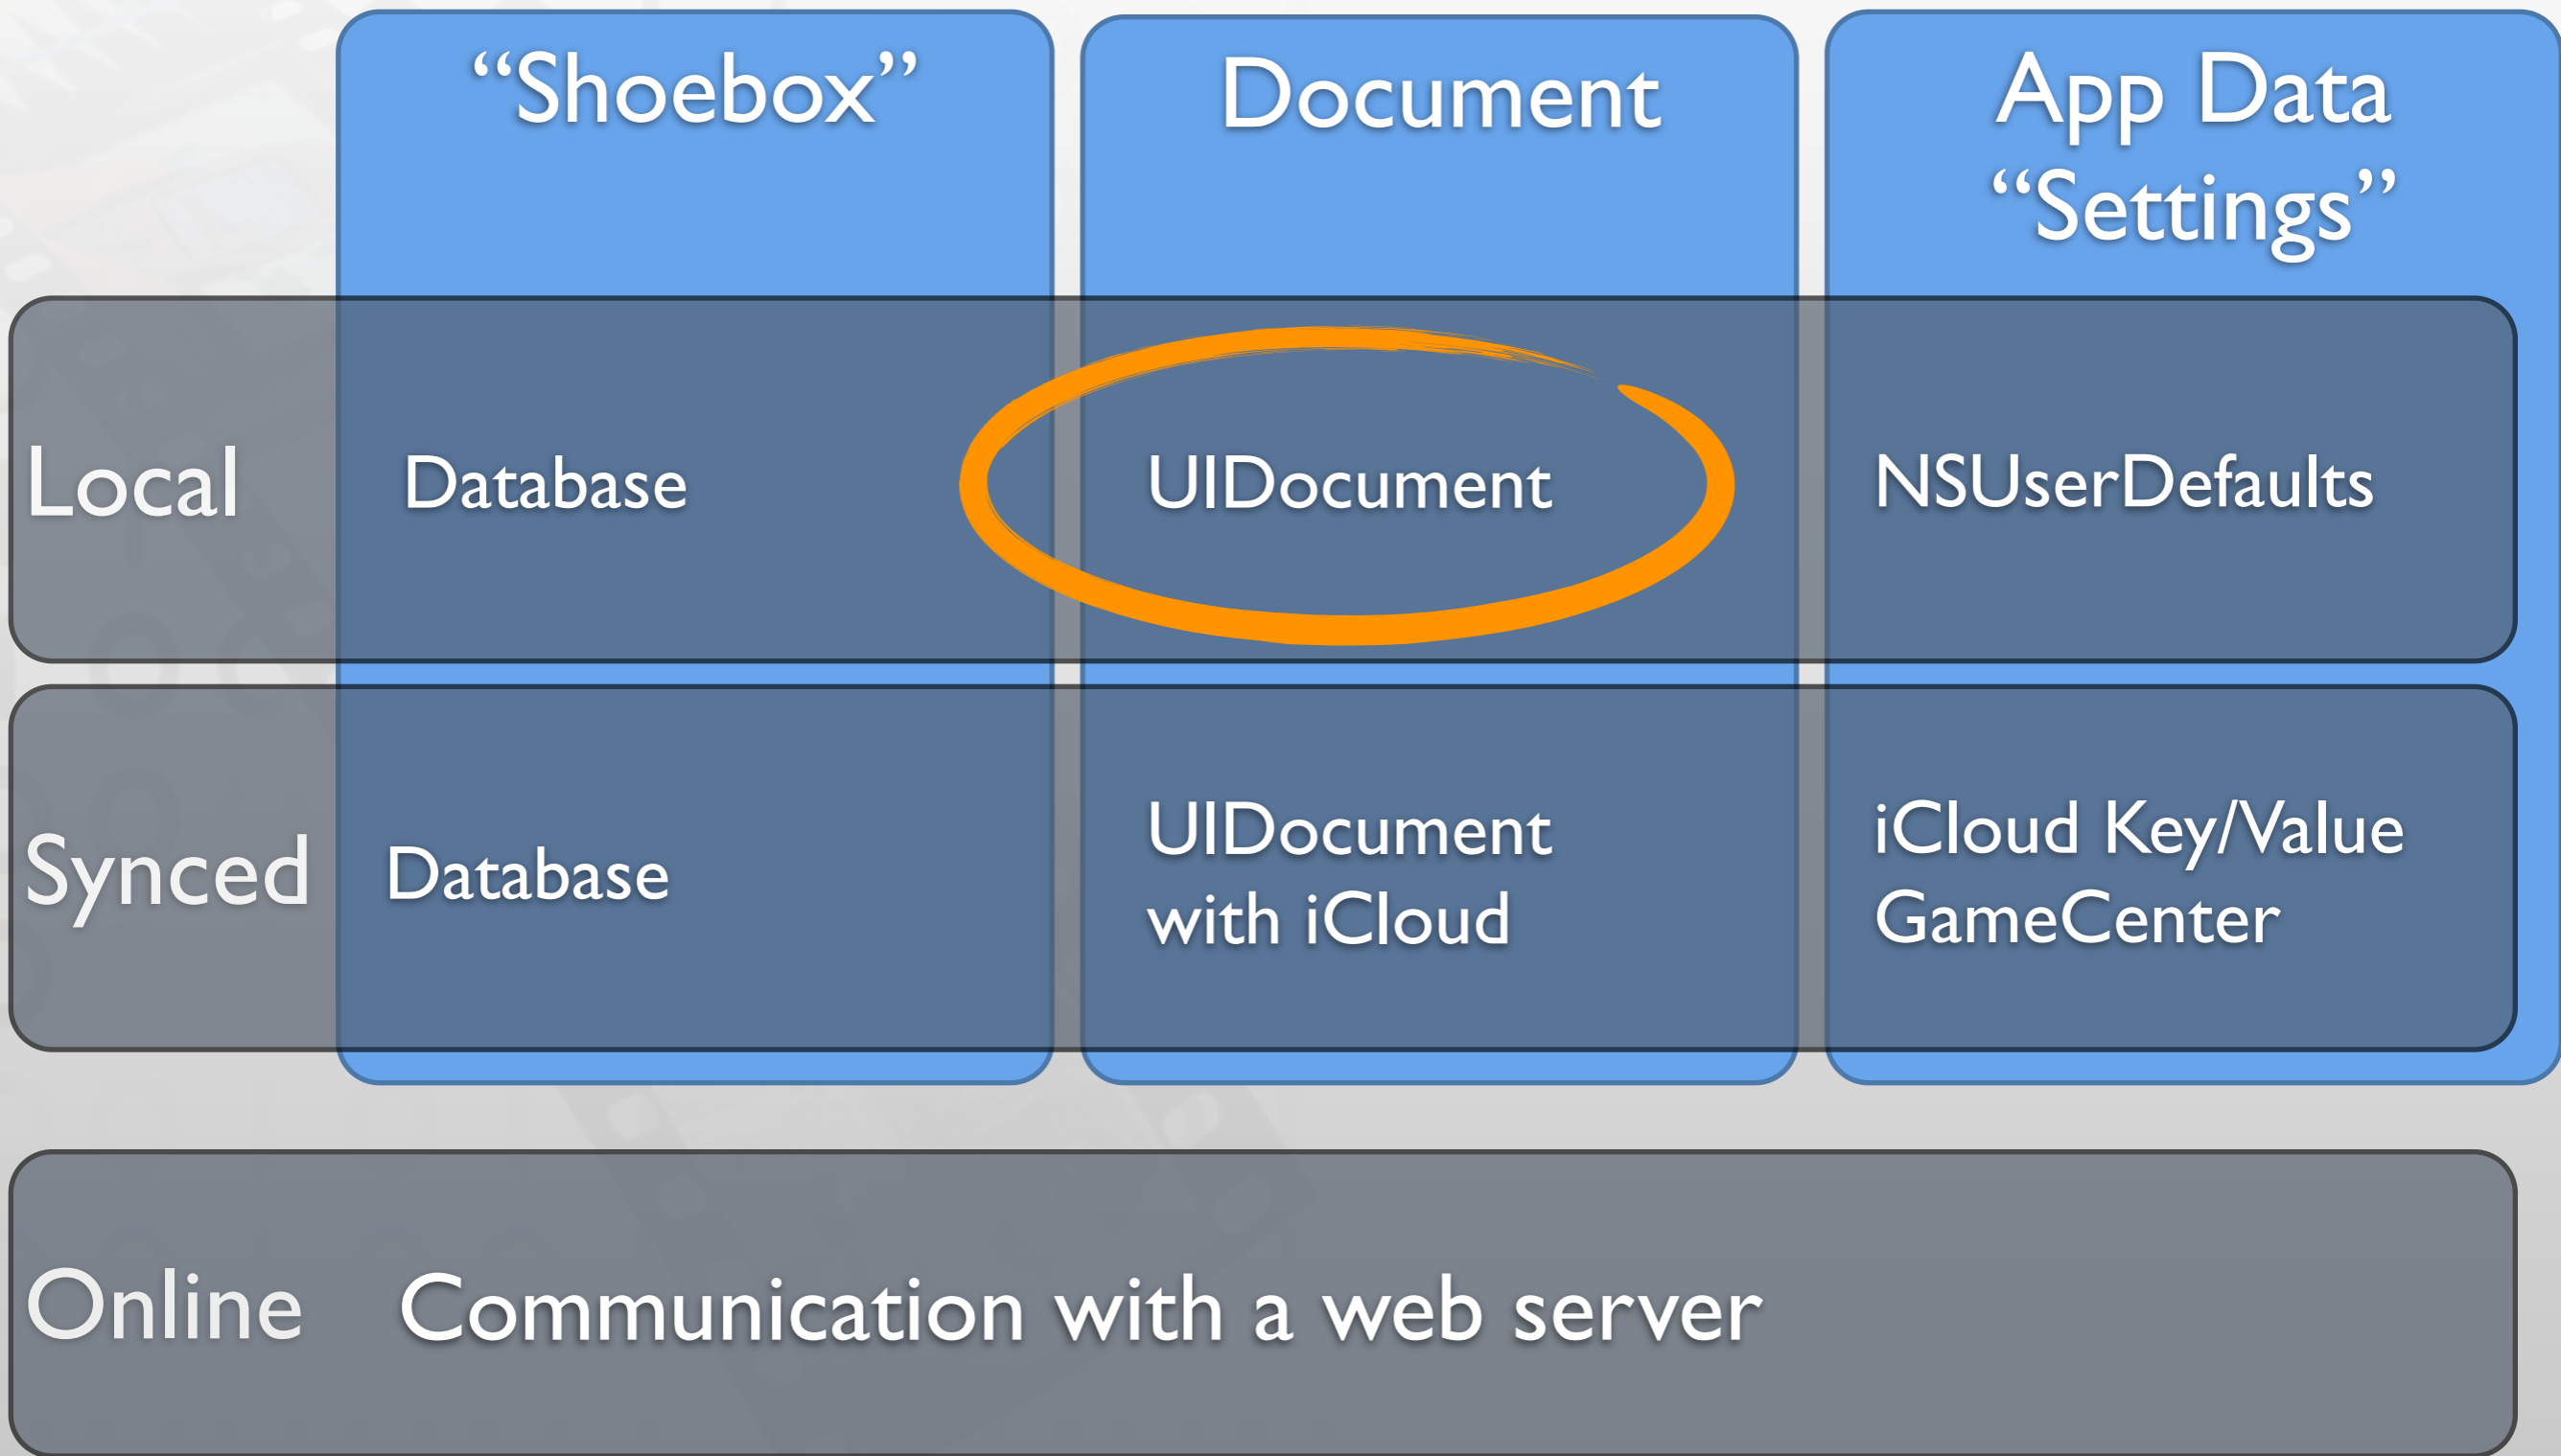 “Shoebox”
Document
App Data
“Settings”
Local
Database
UIDocument
NSUserDefaults
Synced
Database
UIDocument
with iCloud
iCloud Key/Value
GameCenter
Online
Communication with a web server